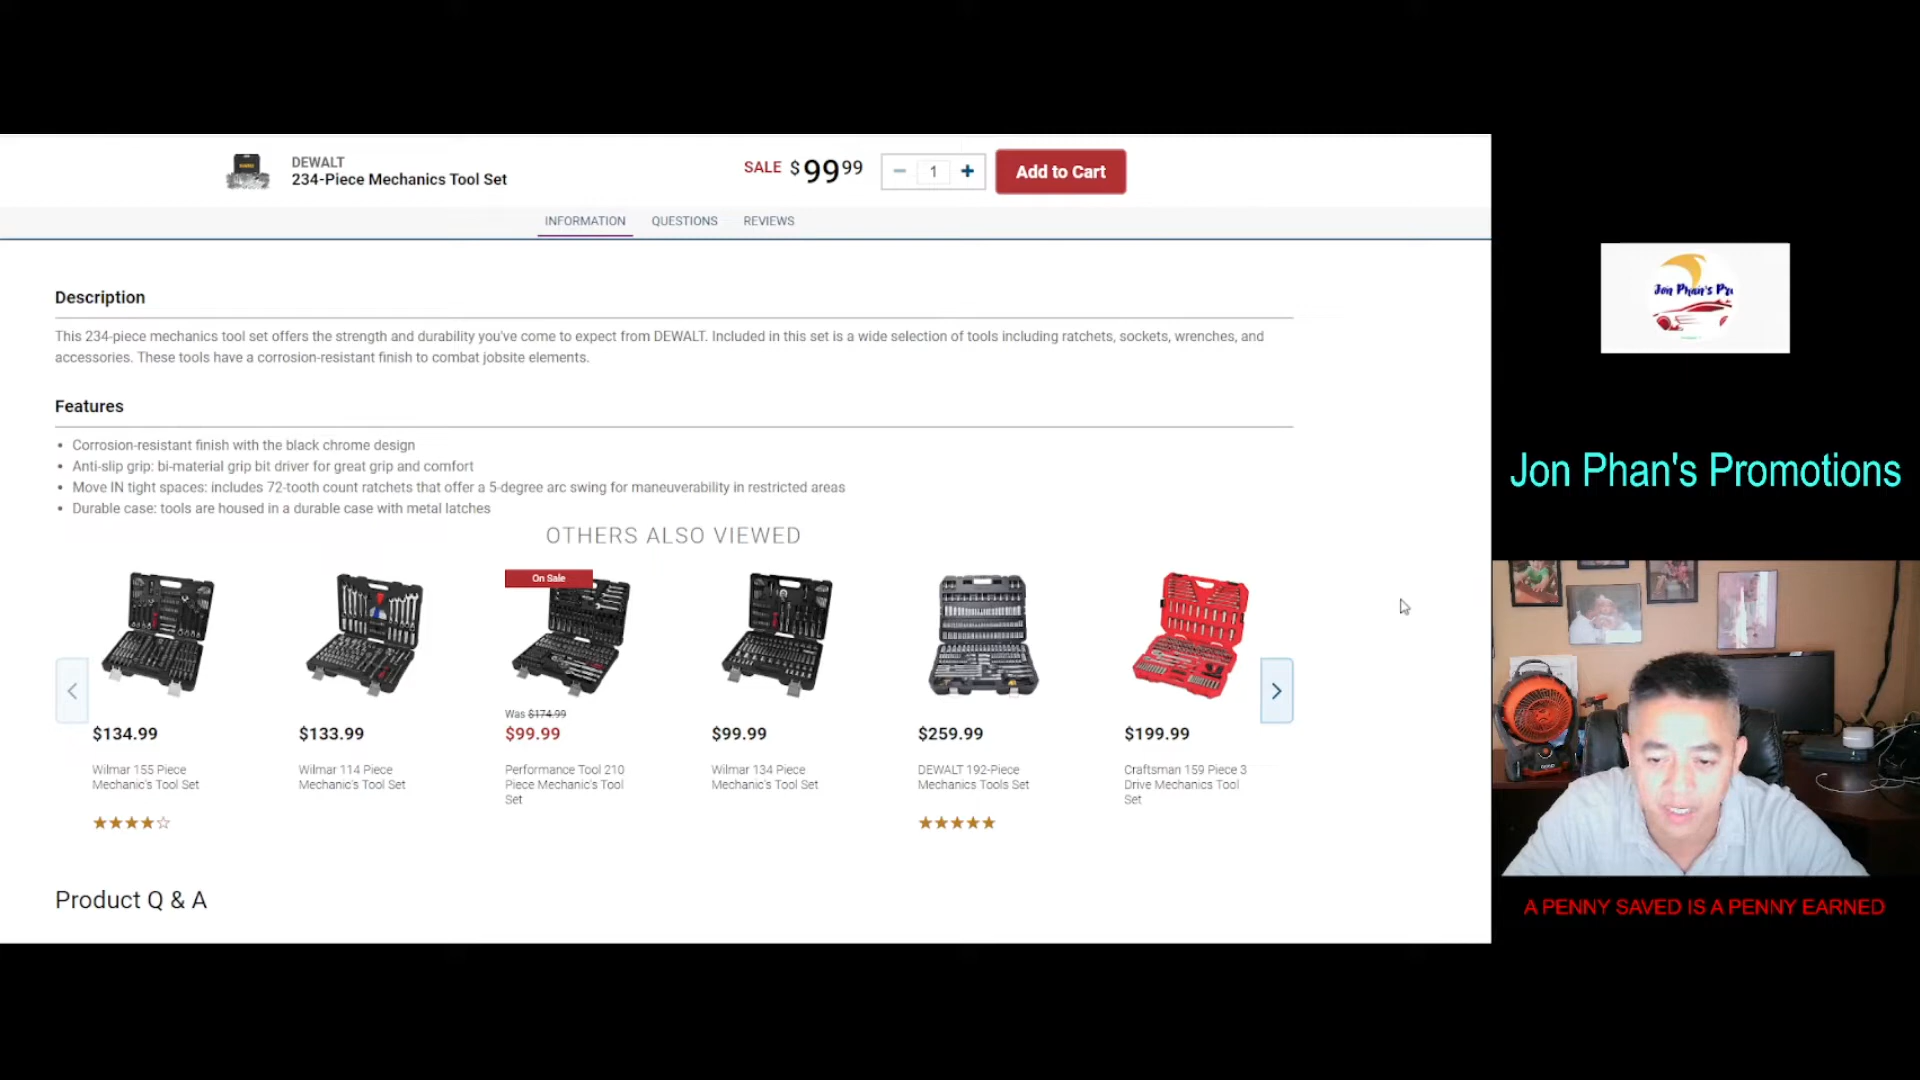 DEWALT
234-Piece Mechanics Tool Set
SALE $99.99
− 1 +
Add to Cart
INFORMATION QUESTIONS REVIEWS
Description
This 234-piece mechanics tool set offers the strength and durability you've come to expect from DEWALT. Included in this set is a wide selection of tools including ratchets, sockets, wrenches, and
accessories. These tools have a corrosion-resistant finish to combat jobsite elements.
Features
• Corrosion-resistant finish with the black chrome design
• Anti-slip grip: bi-material grip bit driver for great grip and comfort
• Move IN tight spaces: includes 72-tooth count ratchets that offer a 5-degree arc swing for maneuverability in restricted areas
• Durable case: tools are housed in a durable case with metal latches
OTHERS ALSO VIEWED
$134.99
Wilmar 155 Piece
Mechanic's Tool Set
$133.99
Wilmar 114 Piece
Mechanic's Tool Set
On Sale
Was $174.99
$99.99
Performance Tool 210
Piece Mechanic's Tool
Set
$99.99
Wilmar 134 Piece
Mechanic's Tool Set
$259.99
DEWALT 192-Piece
Mechanics Tools Set
$199.99
Craftsman 159 Piece 3
Drive Mechanics Tool
Set
Product Q & A
Jon Phan's Pr
Jon Phan's Promotions
A PENNY SAVED IS A PENNY EARNED